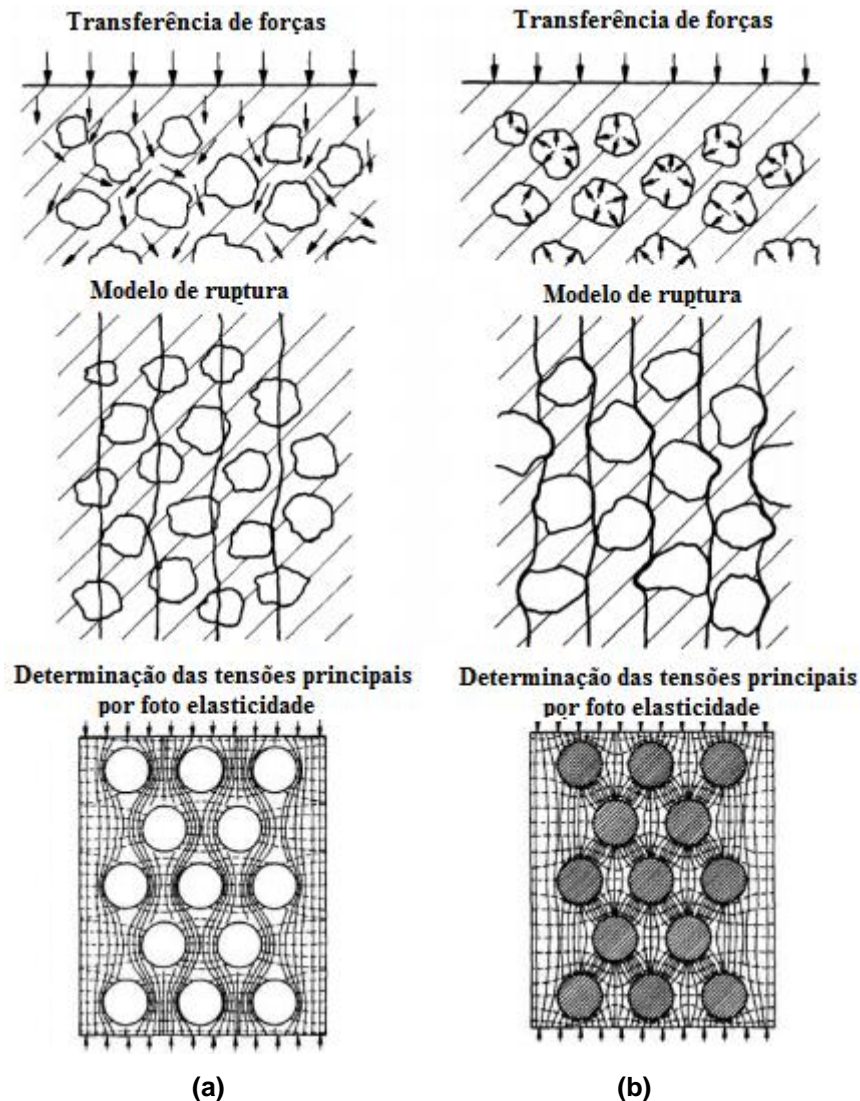 Transferência de forças
Transferência de forças
Modelo de ruptura
Modelo de ruptura
Determinação das tensões principais
por foto elasticidade
Determinação das tensões principais
por foto elasticidade
(a)
(b)